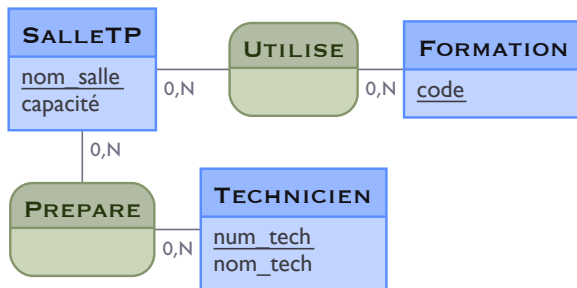 SALLETP
nom_salle
capacité
0,N
UTILISE
0,N
FORMATION
code
0,N
PREPARE
0,N
TECHNICIEN
num_tech
nom_tech